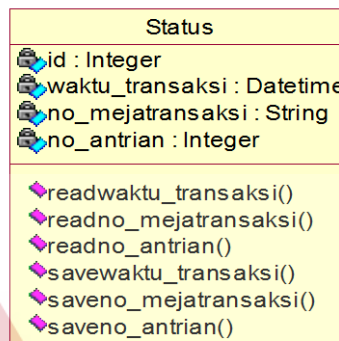 Status
id : Integer
waktu_transaksi : Datetime
no_mejatransaksi : String
no_antrian : Integer
readwaktu_transaksi()
readno_mejatransaksi()
readno_antrian()
savewaktu_transaksi()
saveno_mejatransaksi()
saveno_antrian()